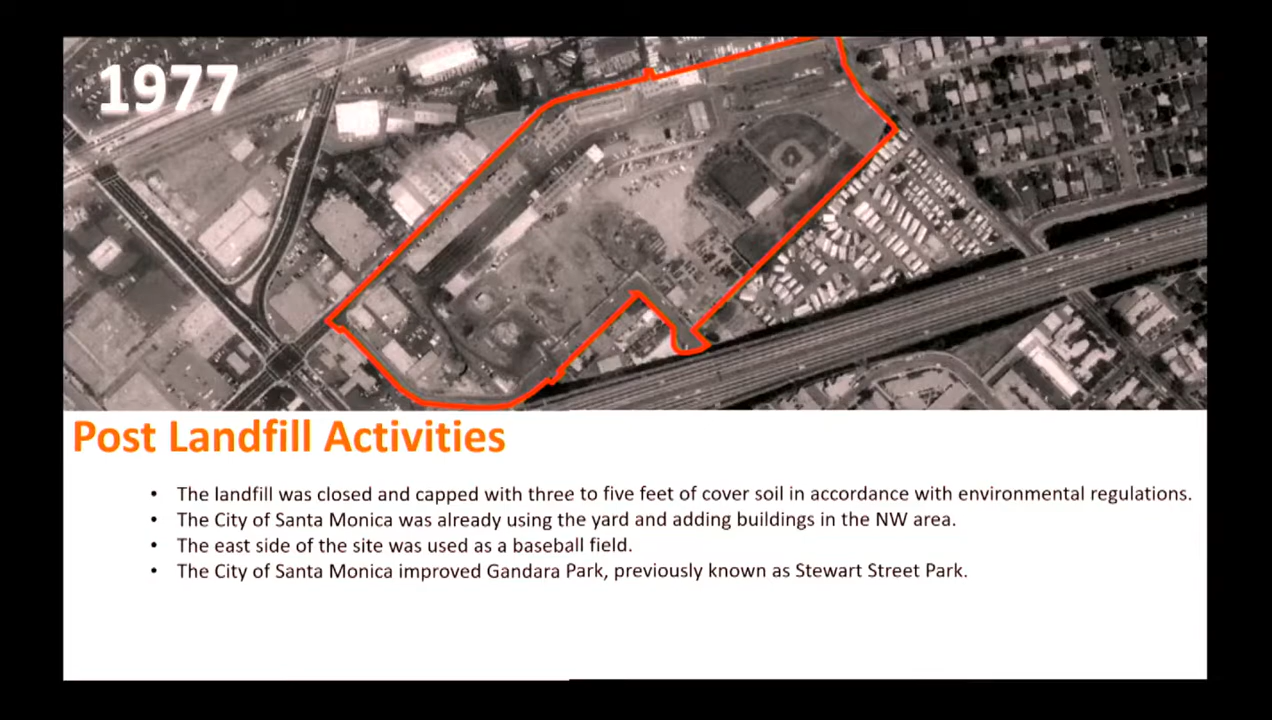 1977
Post Landfill Activities
• The landfill was closed and capped with three to five feet of cover soil in accordance with environmental regulations.
• The City of Santa Monica was already using the yard and adding buildings in the NW area.
• The east side of the site was used as a baseball field.
• The City of Santa Monica improved Gandara Park, previously known as Stewart Street Park.